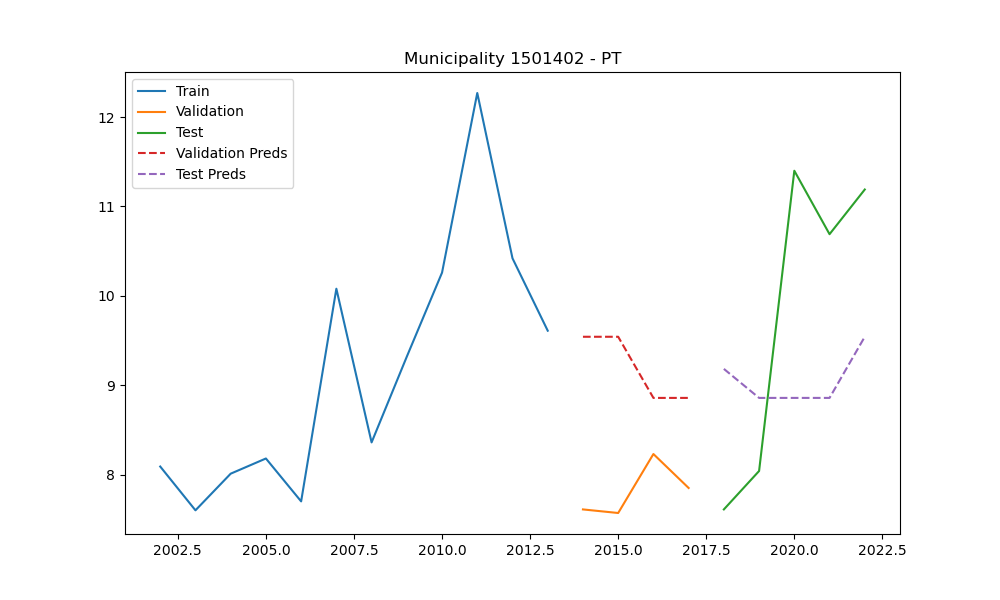 Municipality 1501402 - PT
Train
Validation
Test
Validation Preds
Test Preds
12
11
10
9
8
2002.5 2005.0 2007.5 2010.0 2012.5 2015.0 2017.5 2020.0 2022.5